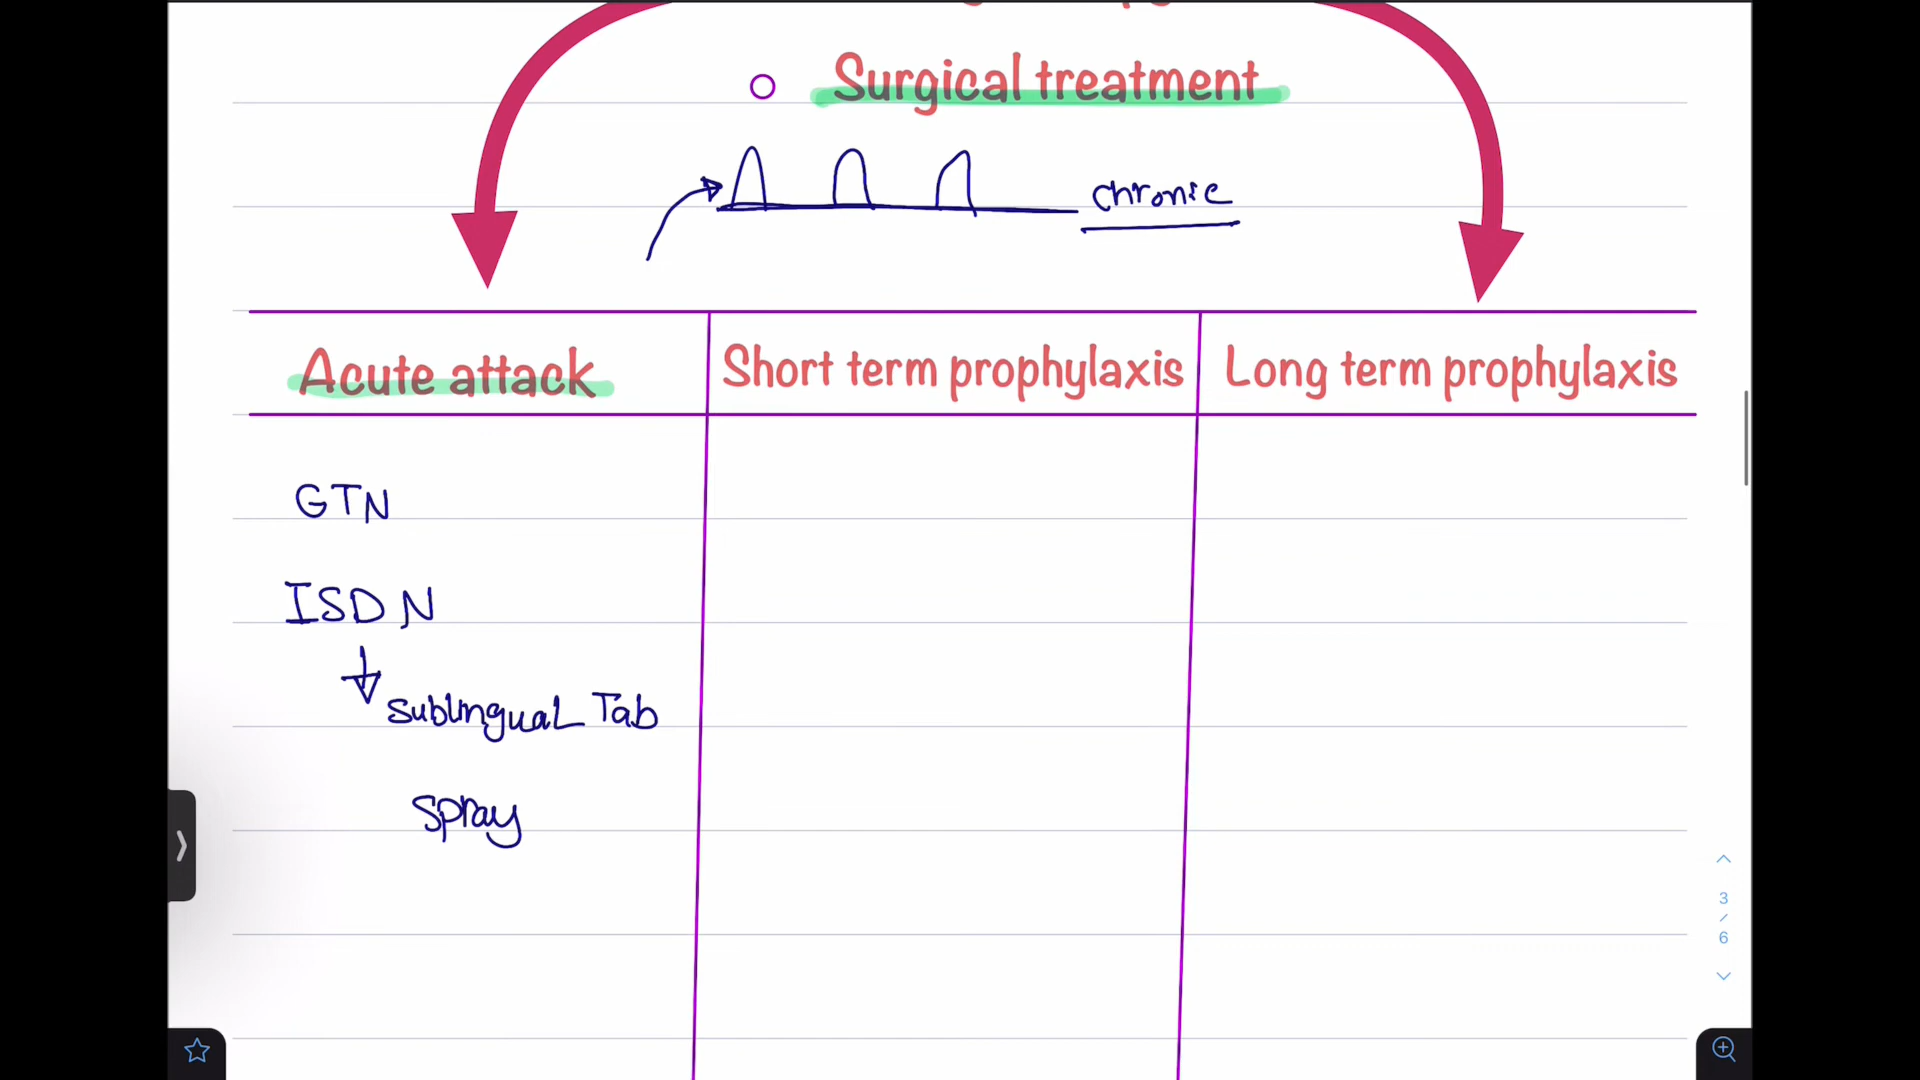 Surgical treatment
chronic
Acute attack
Short term prophylaxis
Long term prophylaxis
GTN
ISDN
Sublingual Tab
Spray
3
/
6